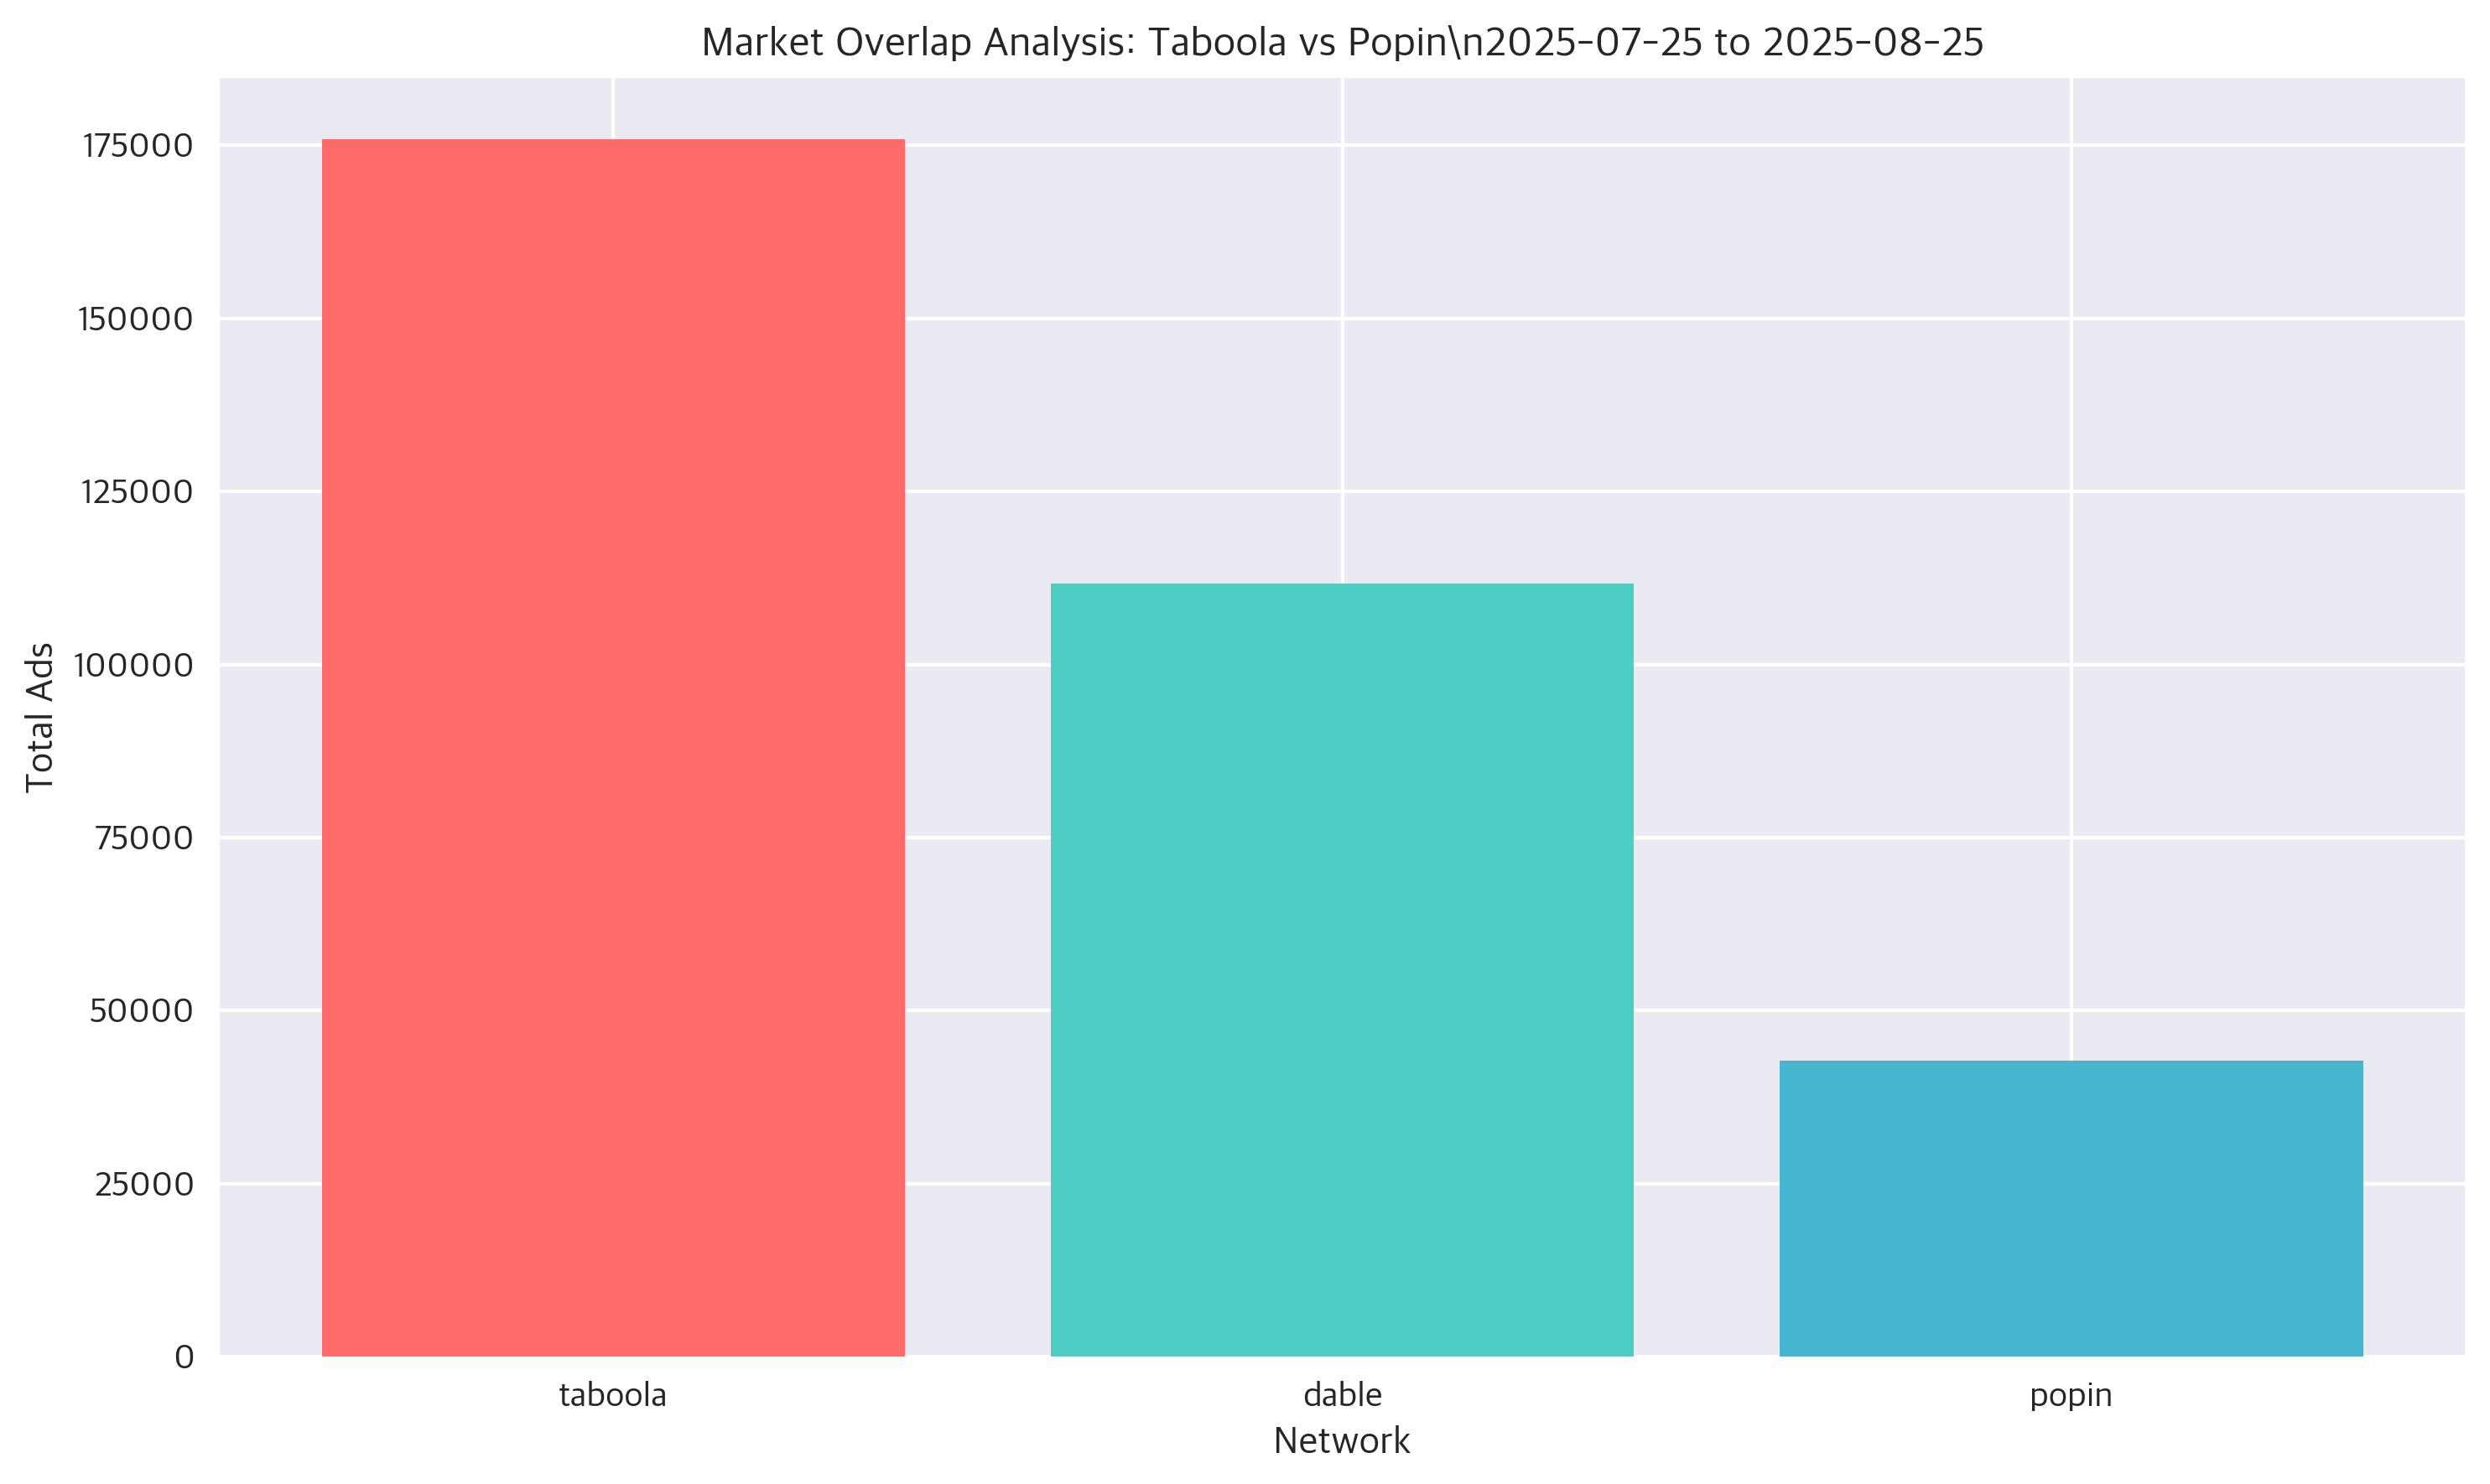 Market Overlap Analysis: Taboola vs Popin\n2025-07-25 to 2025-08-25
175000
150000
125000
100000
75000
50000
25000
0
Total Ads
taboola
dable
popin
Network